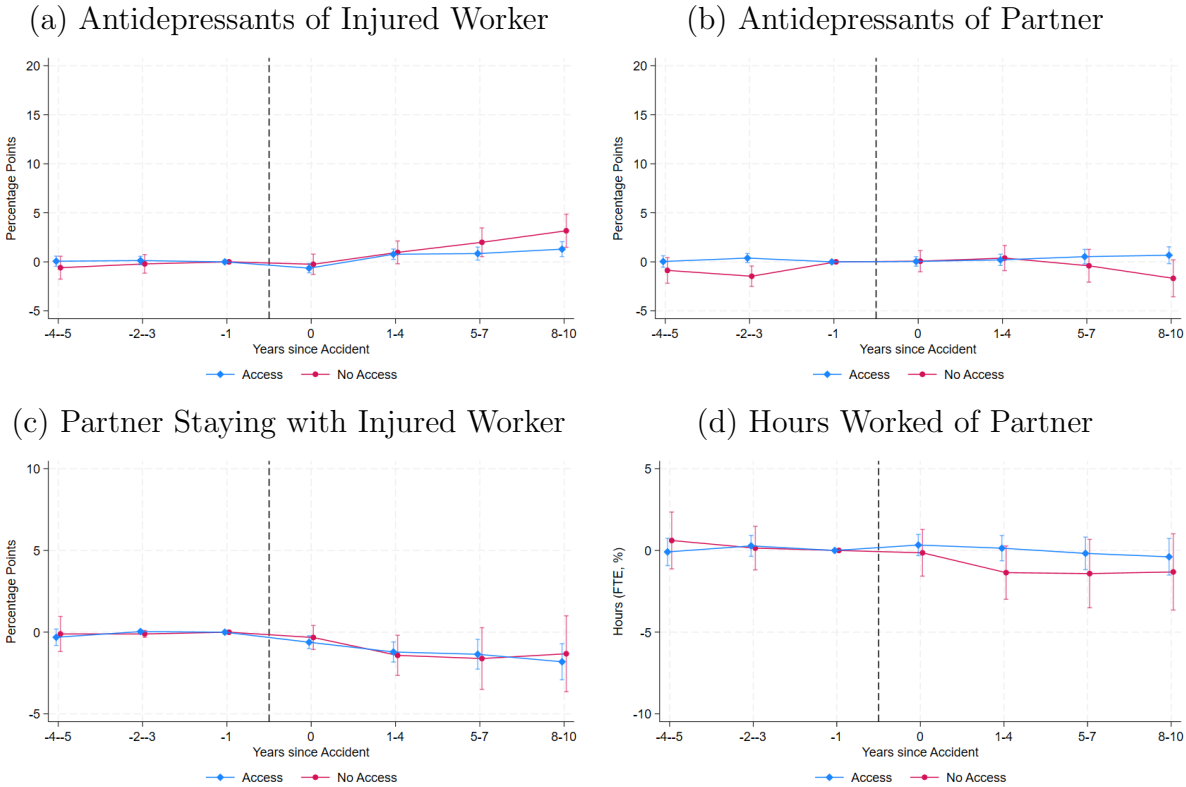 (a) Antidepressants of Injured Worker
20
15
10
5
0
-5
Percentage Points
-4--5 -2--3 -1 0 1-4 5-7 8-10
Years since Accident
Access No Access
(b) Antidepressants of Partner
20
15
10
5
0
-5
Percentage Points
-4--5 -2--3 -1 0 1-4 5-7 8-10
Years since Accident
Access No Access
(c) Partner Staying with Injured Worker
10
5
0
-5
Percentage Points
-4--5 -2--3 -1 0 1-4 5-7 8-10
Years since Accident
Access No Access
(d) Hours Worked of Partner
5
0
-5
-10
Hours (FTE, %)
-4--5 -2--3 -1 0 1-4 5-7 8-10
Years since Accident
Access No Access